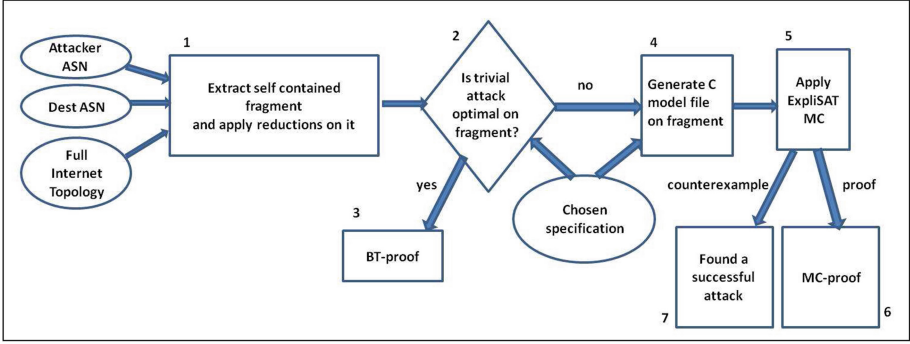 Attacker
ASN
Dest ASN
Full
Internet
Topology
1
Extract self contained
fragment
and apply reductions on it
2
Is trivial
attack
optimal on
fragment?
yes
no
3
BT-proof
Chosen
specification
4
Generate C
model file
on fragment
5
Apply
ExpliSAT
MC
counterexample
proof
Found a
successful
attack
7
MC-proof
6